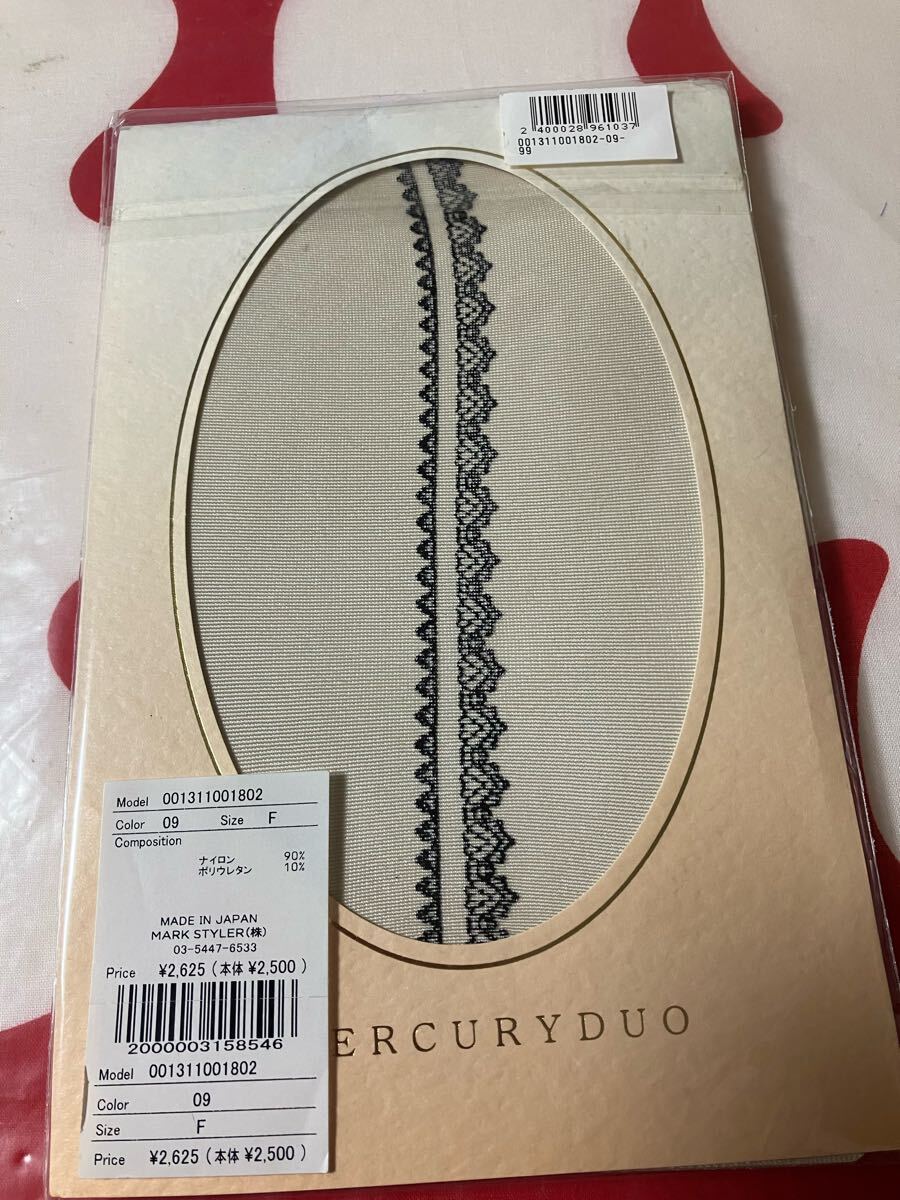 2 400028 961037
001311001802-09-
99
Model 001311001802
Color 09 Size F
Composition
ナイロン 90%
ポリウレタン 10%
MADE IN JAPAN
MARK STYLER(株)
03-5447-6533
Price ¥2,625 (本体 ¥2,500 )
2000003158546
Model 001311001802
Color 09
Size F
Price ¥2,625 (本体 ¥2,500 )
ERCURYDUO